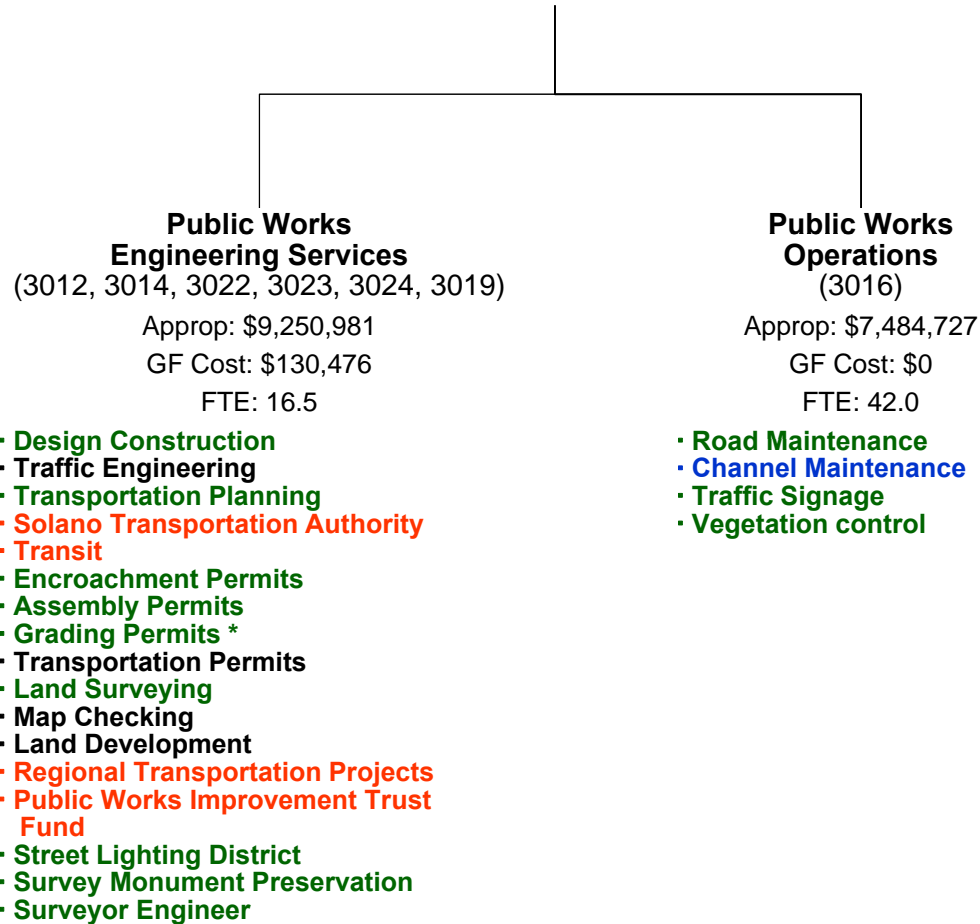 Public Works
Engineering Services
(3012, 3014, 3022, 3023, 3024, 3019)
Approp: $9,250,981
GF Cost: $130,476
FTE: 16.5
· Design Construction
· Traffic Engineering
· Transportation Planning
· Solano Transportation Authority
· Transit
· Encroachment Permits
· Assembly Permits
· Grading Permits *
· Transportation Permits
· Land Surveying
· Map Checking
· Land Development
· Regional Transportation Projects
· Public Works Improvement Trust
Fund
· Street Lighting District
· Survey Monument Preservation
· Surveyor Engineer
Public Works
Operations
(3016)
Approp: $7,484,727
GF Cost: $0
FTE: 42.0
· Road Maintenance
· Channel Maintenance
· Traffic Signage
· Vegetation control